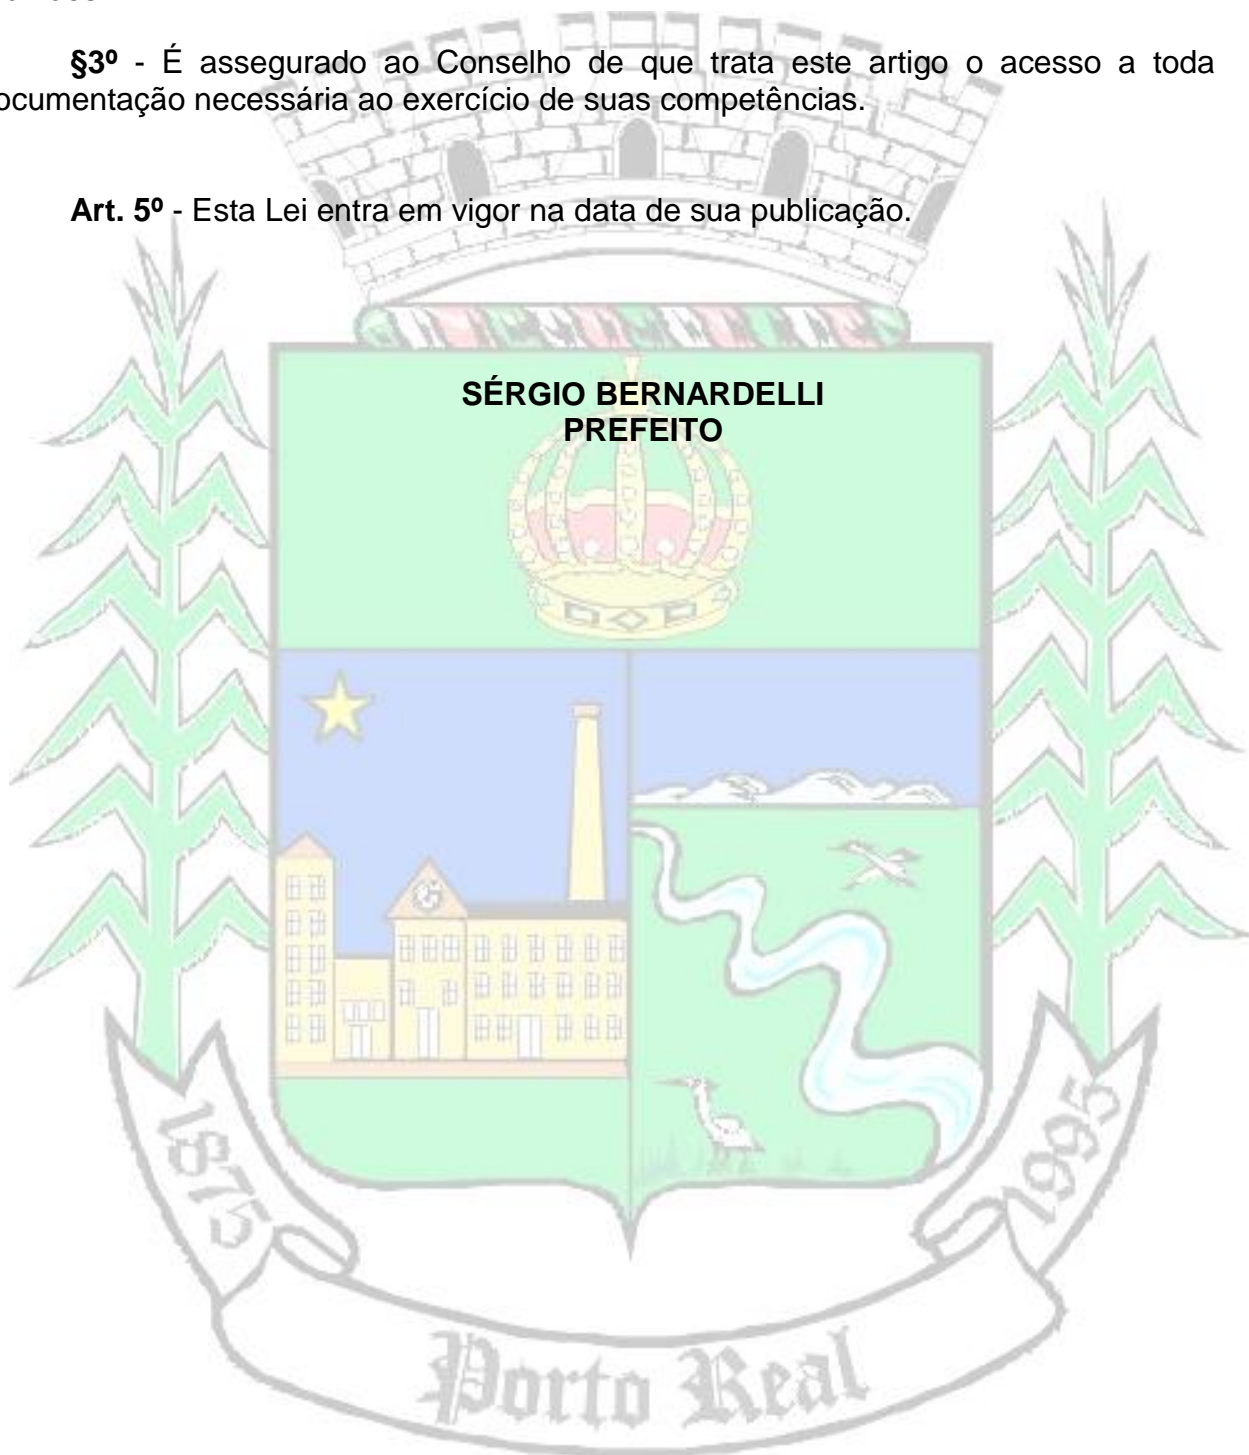 §3º - É assegurado ao Conselho de que trata este artigo o acesso a toda
ocumentação necessária ao exercício de suas competências.
Art. 5º - Esta Lei entra em vigor na data de sua publicação.
SÉRGIO BERNARDELLI
PREFEITO
1875
1995
Porto Real